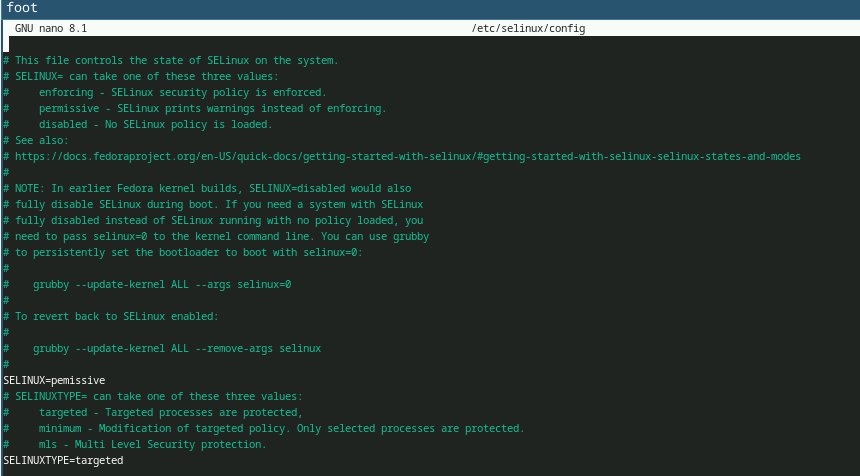 foot
GNU nano 8.1 /etc/selinux/config
# This file controls the state of SELinux on the system.
# SELINUX= can take one of these three values:
#     enforcing - SELinux security policy is enforced.
#     permissive - SELinux prints warnings instead of enforcing.
#     disabled - No SELinux policy is loaded.
# See also:
# https://docs.fedoraproject.org/en-US/quick-docs/getting-started-with-selinux/#getting-started-with-selinux-selinux-states-and-modes
#
# NOTE: In earlier Fedora kernel builds, SELINUX=disabled would also
# fully disable SELinux during boot. If you need a system with SELinux
# fully disabled instead of SELinux running with no policy loaded, you
# need to pass selinux=0 to the kernel command line. You can use grubby
# to persistently set the bootloader to boot with selinux=0:
#
#    grubby --update-kernel ALL --args selinux=0
#
# To revert back to SELinux enabled:
#
#    grubby --update-kernel ALL --remove-args selinux
#
SELINUX=pemissive
# SELINUXTYPE= can take one of these three values:
#     targeted - Targeted processes are protected,
#     minimum - Modification of targeted policy. Only selected processes are protected.
#     mls - Multi Level Security protection.
SELINUXTYPE=targeted